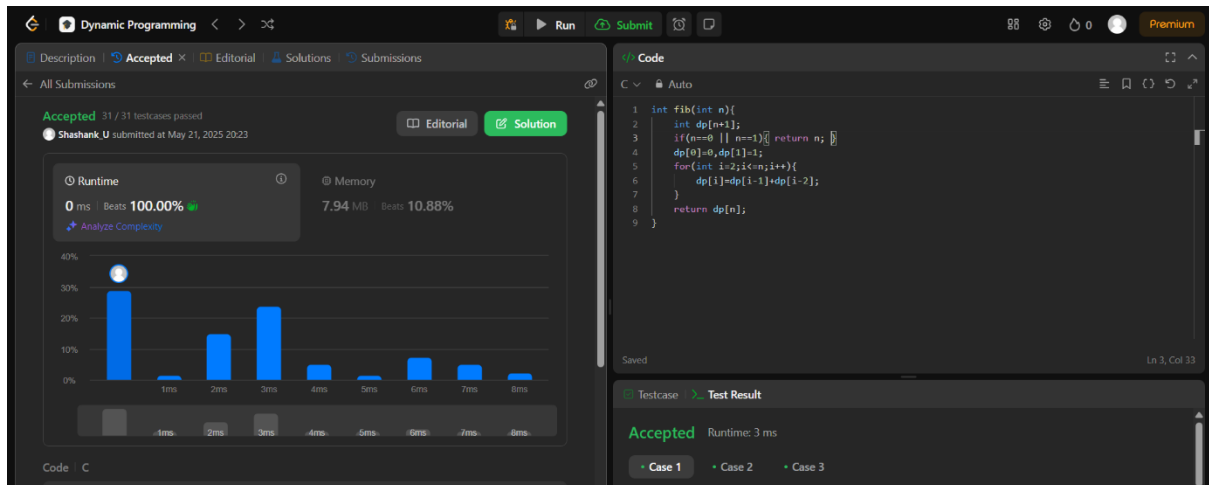 Dynamic Programming
Run
Submit
0
Premium
Description
Accepted
Editorial
Solutions
Submissions
All Submissions
Accepted 31 / 31 testcases passed
Shashank_U submitted at May 21, 2025 20:23
Editorial
Solution
Runtime
0 ms Beats 100.00%
Analyze Complexity
Memory
7.94 MB Beats 10.88%
40%
30%
20%
10%
0%
1ms 2ms 3ms 4ms 5ms 6ms 7ms 8ms
1ms 2ms 3ms 4ms 5ms 6ms 7ms 8ms
Code C
</> Code
C Auto
1 int fib(int n){
2 int dp[n+1];
3 if(n==0 || n==1){ return n; }
4 dp[0]=0,dp[1]=1;
5 for(int i=2;i<=n;i++){
6 dp[i]=dp[i-1]+dp[i-2];
7 }
8 return dp[n];
9 }
Saved
Ln 3, Col 33
Testcase
>_ Test Result
Accepted Runtime: 3 ms
• Case 1 • Case 2 • Case 3